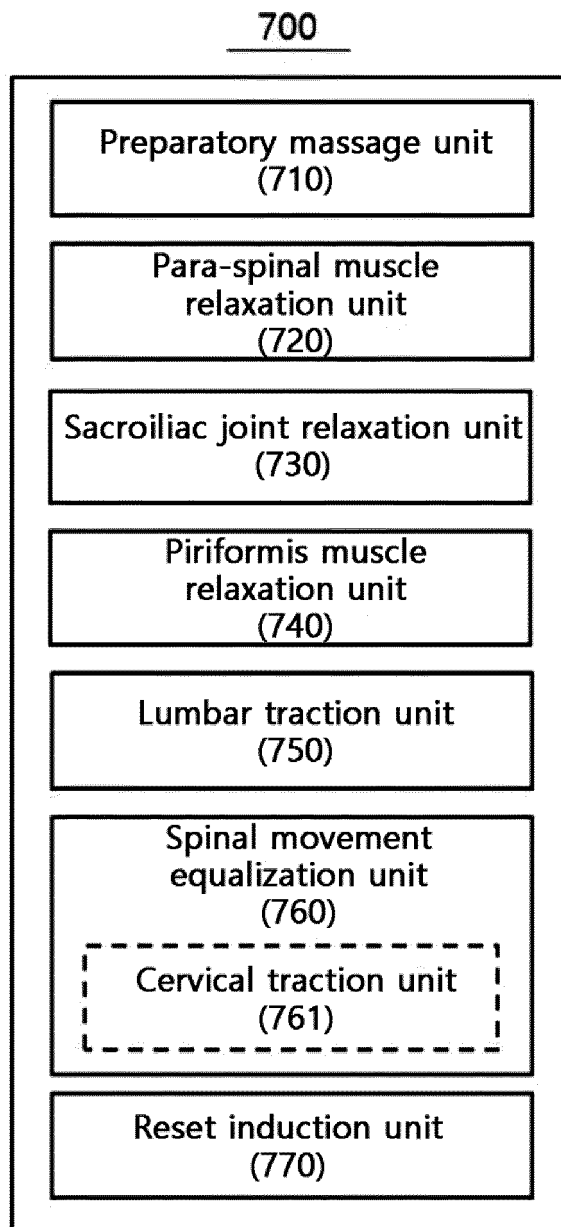 700
Preparatory massage unit
(710)
Para-spinal muscle
relaxation unit
(720)
Sacroiliac joint relaxation unit
(730)
Piriformis muscle
relaxation unit
(740)
Lumbar traction unit
(750)
Spinal movement
equalization unit
(760)
Cervical traction unit
(761)
Reset induction unit
(770)